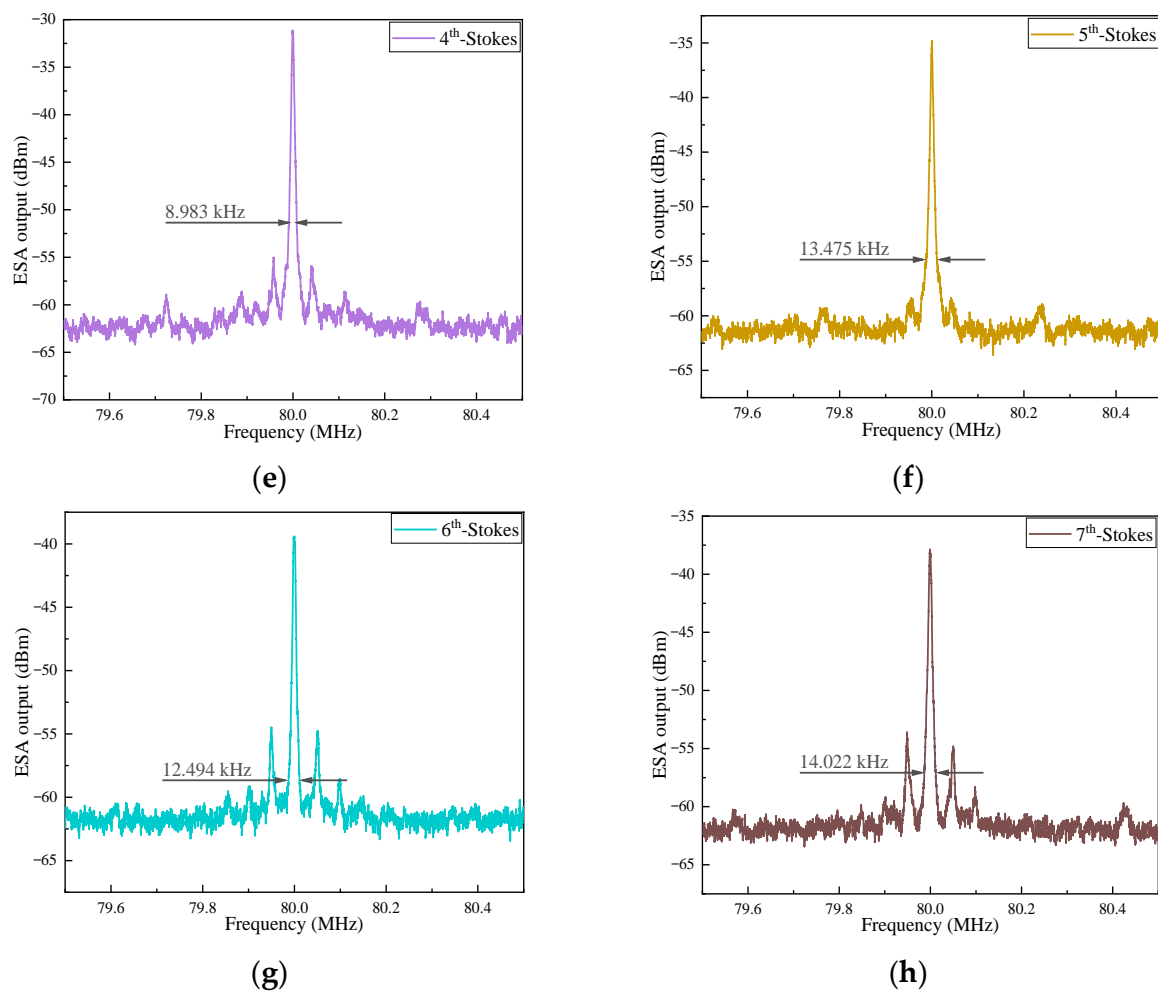 4th-Stokes
ESA output (dBm)
−30
−35
−40
−45
−50
−55
−60
−65
−70
8.983 kHz
79.6 79.8 80.0 80.2 80.4
Frequency (MHz)
(e)
5th-Stokes
ESA output (dBm)
−35
−40
−45
−50
−55
−60
−65
13.475 kHz
79.6 79.8 80.0 80.2 80.4
Frequency (MHz)
(f)
6th-Stokes
ESA output (dBm)
−40
−45
−50
−55
−60
−65
12.494 kHz
79.6 79.8 80.0 80.2 80.4
Frequency (MHz)
(g)
7th-Stokes
ESA output (dBm)
−35
−40
−45
−50
−55
−60
−65
14.022 kHz
79.6 79.8 80.0 80.2 80.4
Frequency (MHz)
(h)